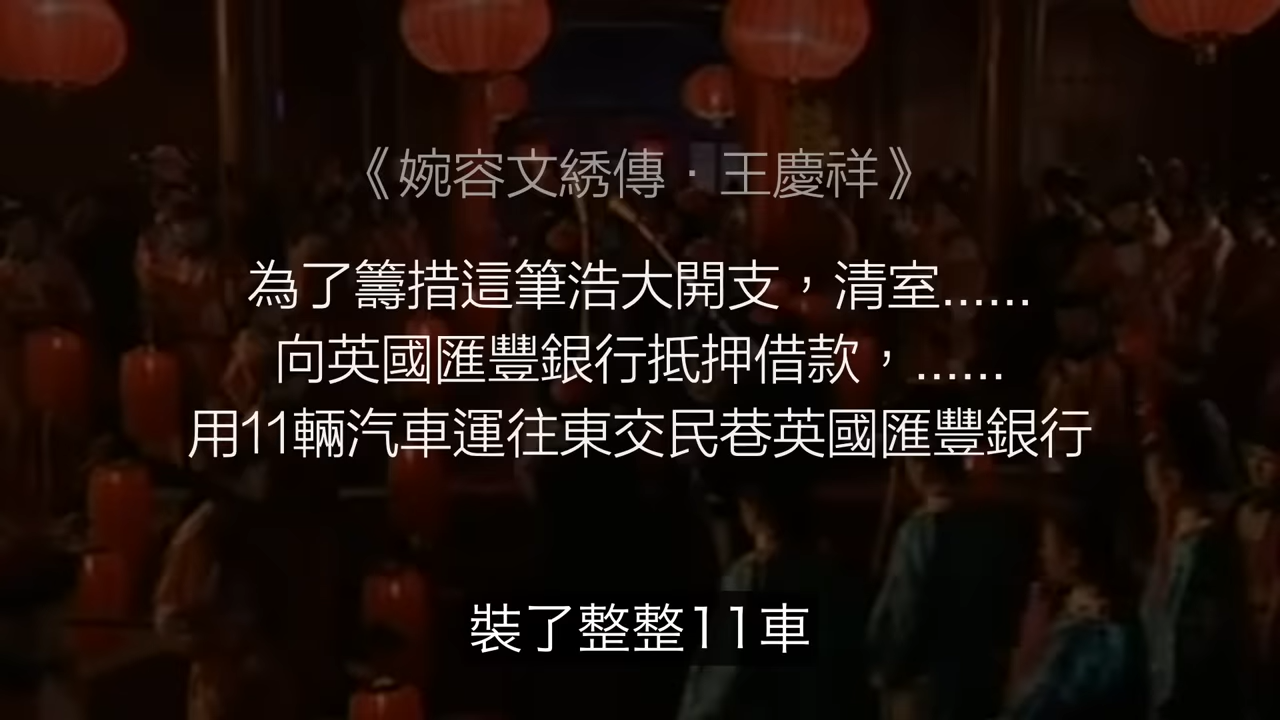 《婉容文綉傳·王慶祥》
為了籌措這筆浩大開支，清室......
向英國匯豐銀行抵押借款，......
用11輛汽車運往東交民巷英國匯豐銀行
裝了整整11車